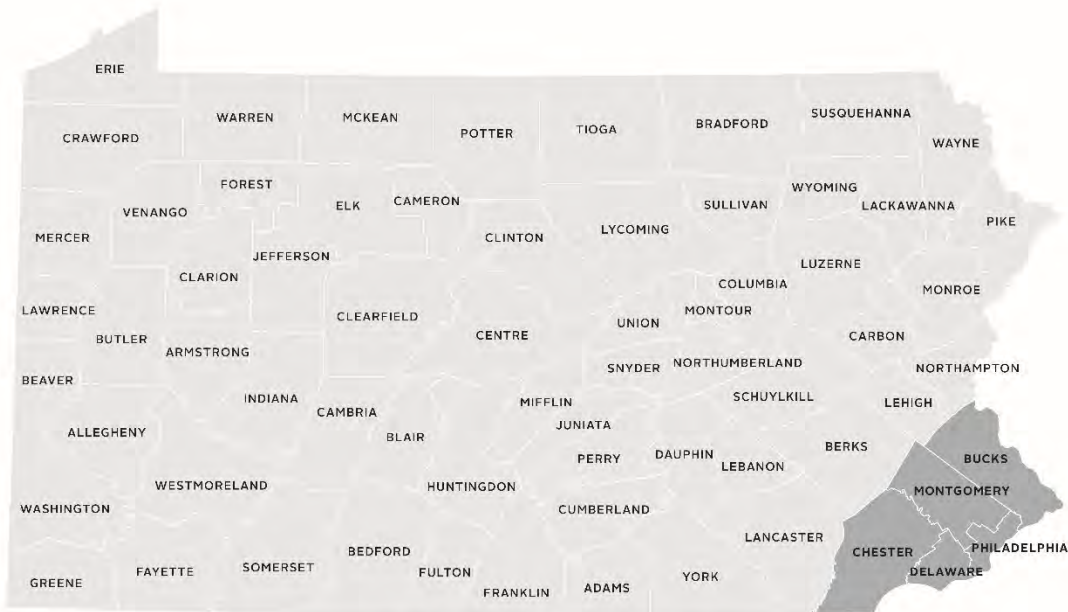 ERIE
WARREN
MCKEAN
POTTER
TIOGA
BRADFORD
SUSQUEHANNA
CRAWFORD
WAYNE
FOREST
ELK
CAMERON
SULLIVAN
WYOMING
LACKAWANNA
VENANGO
PIKE
MERCER
CLINTON
LYCOMING
JEFFERSON
LUZERNE
CLARION
COLUMBIA
MONROE
LAWRENCE
CLEARFIELD
UNION
MONTOUR
BUTLER
CENTRE
CARBON
ARMSTRONG
SNYDER
NORTHUMBERLAND
NORTHAMPTON
BEAVER
INDIANA
CAMBRIA
MIFFLIN
SCHUYLKILL
LEHIGH
ALLEGHENY
BLAIR
JUNIATA
PERRY
DAUPHIN
LEBANON
BERKS
BUCKS
WESTMORELAND
HUNTINGDON
MONTGOMERY
WASHINGTON
CUMBERLAND
LANCASTER
BEDFORD
CHESTER
PHILADELPHIA
GREENE
FAYETTE
SOMERSET
FULTON
FRANKLIN
ADAMS
YORK
DELAWARE